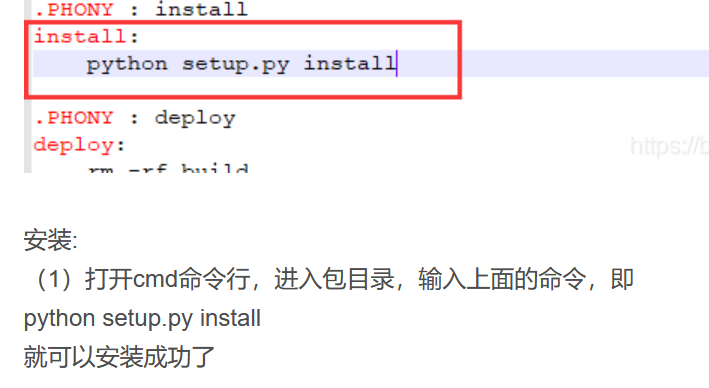 .PHONY : install
install:
    python setup.py install
.PHONY : deploy
deploy:
    rm -rf build
https://b
安装:
（1）打开cmd命令行，进入包目录，输入上面的命令，即
python setup.py install
就可以安装成功了